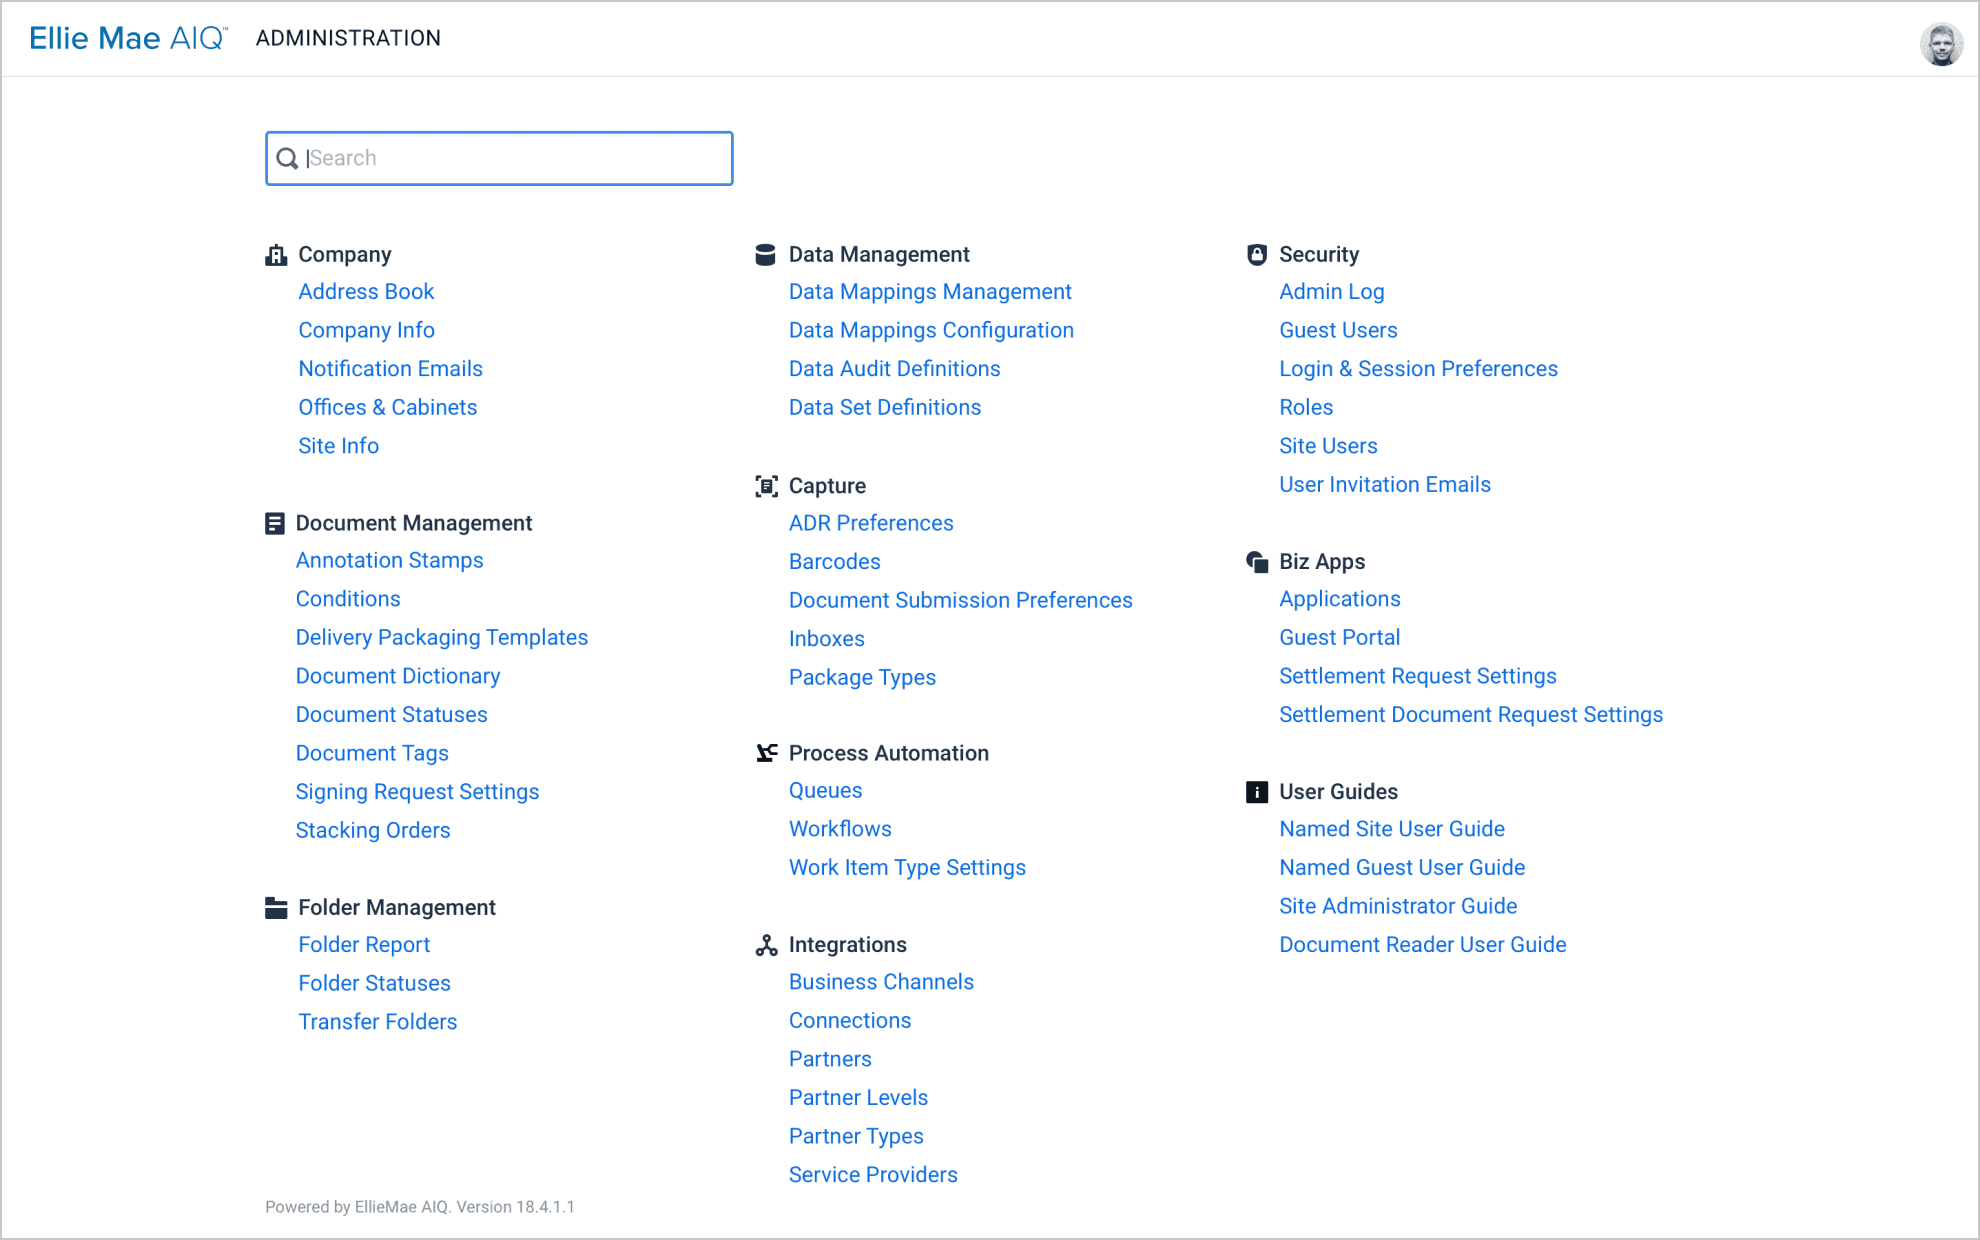 Ellie Mae AIQ™ ADMINISTRATION
Search
Company
Address Book
Company Info
Notification Emails
Offices & Cabinets
Site Info
Document Management
Annotation Stamps
Conditions
Delivery Packaging Templates
Document Dictionary
Document Statuses
Document Tags
Signing Request Settings
Stacking Orders
Folder Management
Folder Report
Folder Statuses
Transfer Folders
Data Management
Data Mappings Management
Data Mappings Configuration
Data Audit Definitions
Data Set Definitions
Capture
ADR Preferences
Barcodes
Document Submission Preferences
Inboxes
Package Types
Process Automation
Queues
Workflows
Work Item Type Settings
Integrations
Business Channels
Connections
Partners
Partner Levels
Partner Types
Service Providers
Security
Admin Log
Guest Users
Login & Session Preferences
Roles
Site Users
User Invitation Emails
Biz Apps
Applications
Guest Portal
Settlement Request Settings
Settlement Document Request Settings
User Guides
Named Site User Guide
Named Guest User Guide
Site Administrator Guide
Document Reader User Guide
Powered by EllieMae AIQ. Version 18.4.1.1